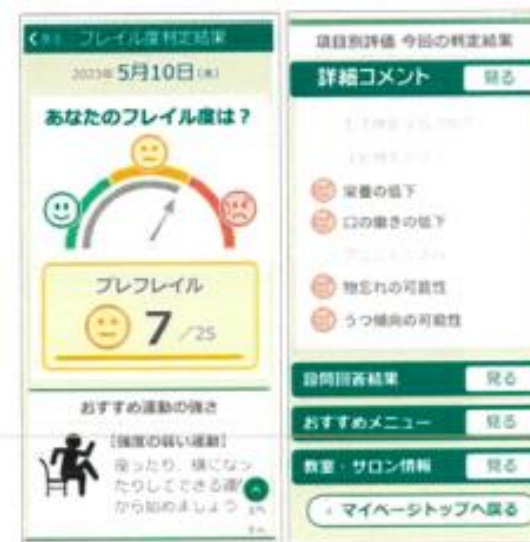 フレイル度判定結果
2023年 5月10日(水)
あなたのフレイル度は？
プレフレイル
7 /25
おすすめ運動の強さ
[強度の弱い運動]
座ったり、横になっ
たりしてできる運
から始めましょう
項目別評価 今回の判定結果
詳細コメント 見る
栄養の低下
口の働きの低下
物忘れの可能性
うつ傾向の可能性
設問回答結果 見る
おすすめメニュー 見る
教室・サロン情報 見る
マイページトップへ戻る